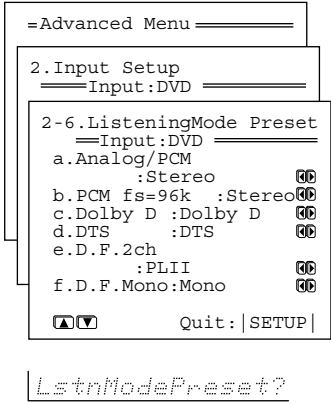 =Advanced Menu
2.Input Setup
Input:DVD
2-6.ListeningMode Preset
Input:DVD
a.Analog/PCM
:Stereo
b.PCM fs=96k :Stereo
c.Dolby D :Dolby D
d.DTS :DTS
e.D.F.2ch
:PLII
f.D.F.Mono:Mono
Quit:|SETUP|
LstnModePreset?